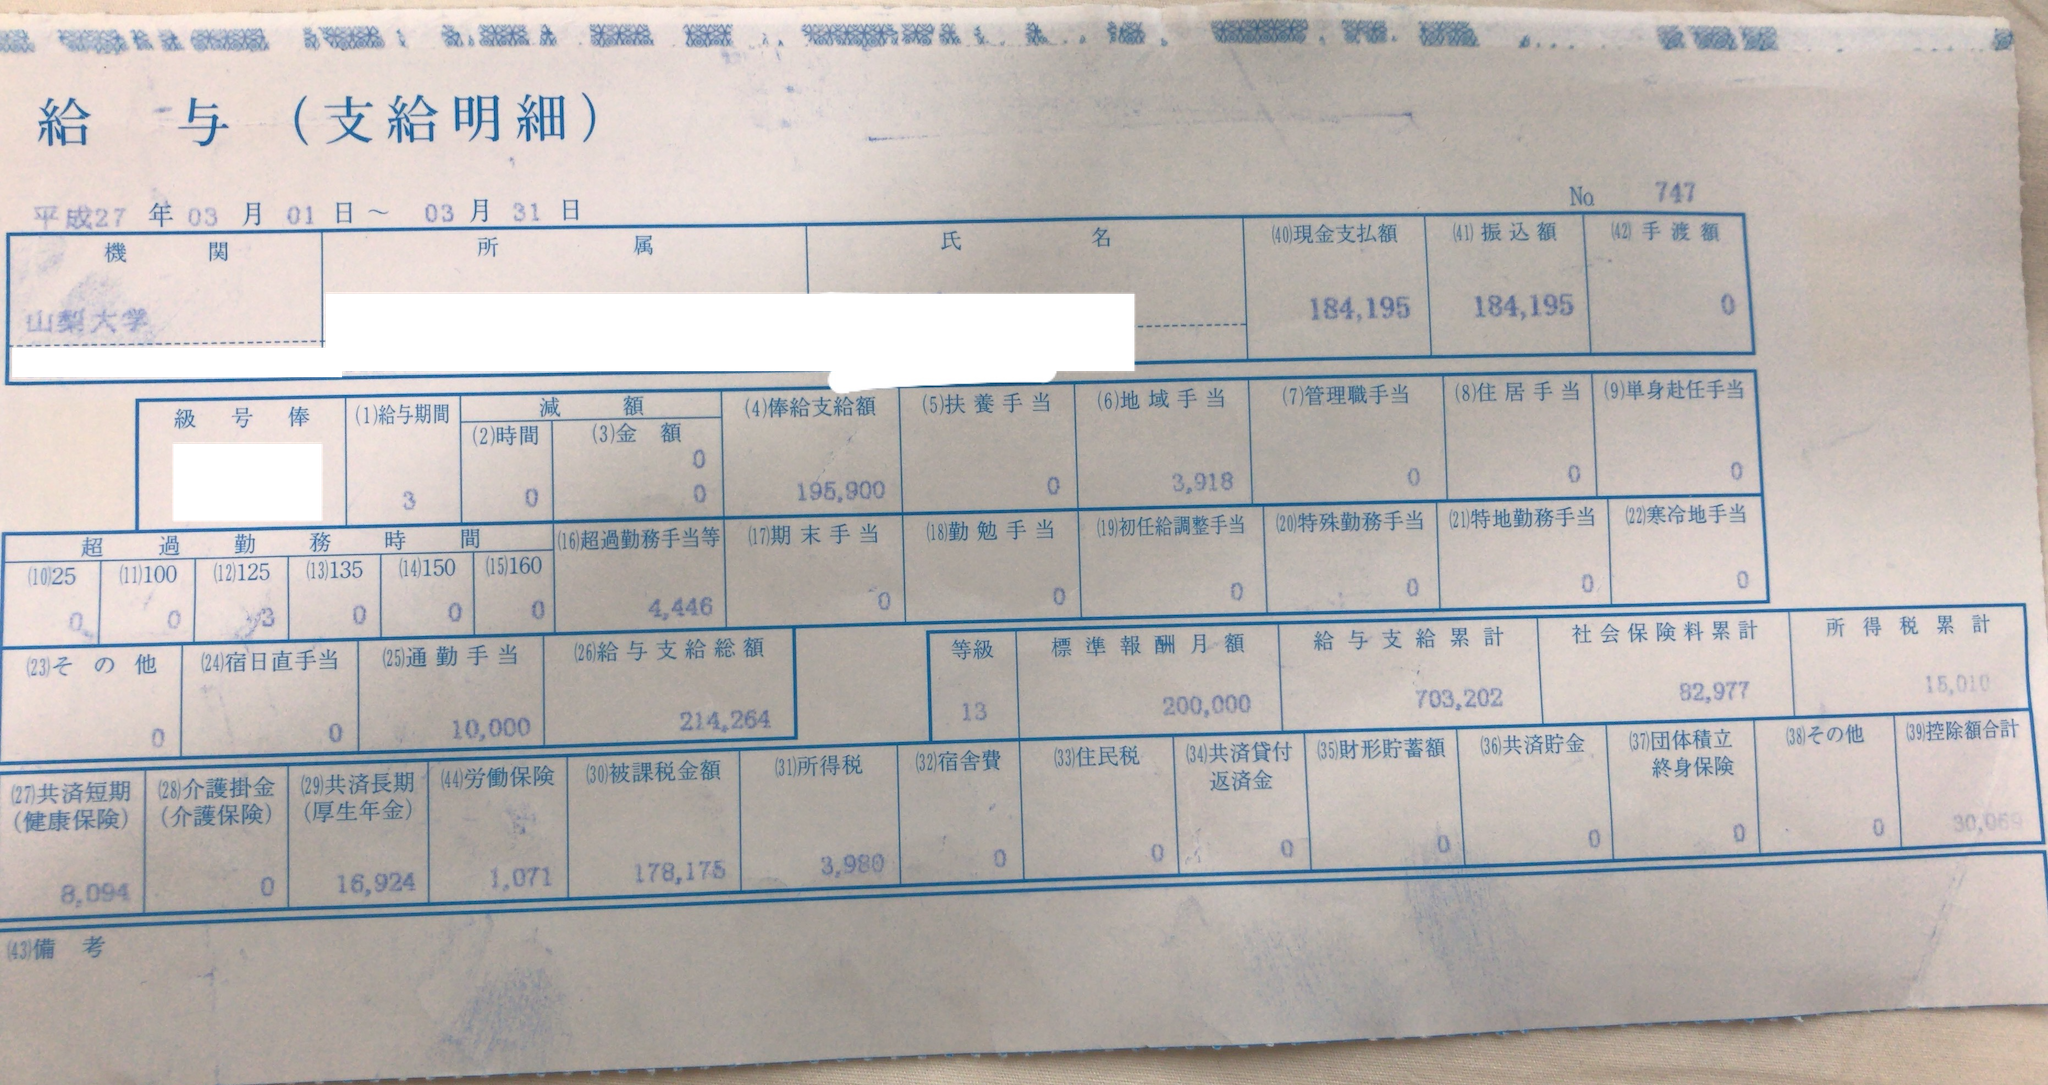 給 与 (支給明細)
平成27 年 03 月 01 日 ~ 03 月 31 日
No. 747
機 関 所 属 氏 名 (40)現金支払額 (41)振込額 (42)手渡額
山梨大学 184,195 184,195 0
級 号 俸 (1)給与期間 減 額 (4)俸給支給額 (5)扶養手当 (6)地域手当 (7)管理職手当 (8)住居手当 (9)単身赴任手当
(2)時間 (3)金 額
0
3 0 0 195,900 0 3,918 0 0 0
超 過 勤 務 時 間 (16)超過勤務手当等 (17)期末手当 (18)勤勉手当 (19)初任給調整手当 (20)特殊勤務手当 (21)特地勤務手当 (22)寒冷地手当
(10)25 (11)100 (12)125 (13)135 (14)150 (15)160
0 0 3 0 0 0 4,446 0 0 0 0 0 0
(23)その他 (24)宿日直手当 (25)通勤手当 (26)給与支給総額 等級 標準報酬月額 給与支給累計 社会保険料累計 所得税累計
0 0 10,000 214,264 13 200,000 703,202 82,977 15,010
(27)共済短期 (28)介護掛金 (29)共済長期 (44)労働保険 (30)被課税金額 (31)所得税 (32)宿舎費 (33)住民税 (34)共済貸付 (35)財形貯蓄額 (36)共済貯金 (37)団体積立 (38)その他 (39)控除額合計
(健康保険) (介護保険) (厚生年金) 返済金 終身保険
8,094 0 16,924 1,071 178,175 3,980 0 0 0 0 0 0 0 30,069
(43)備 考